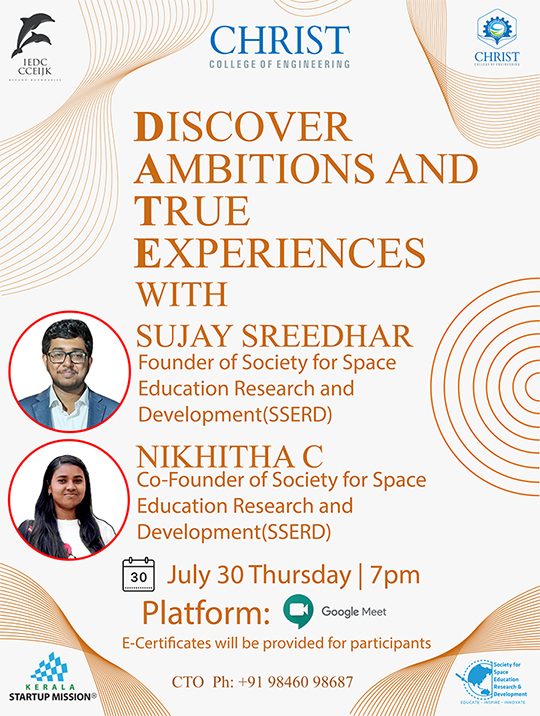 IEDC
CCEIJK
BEYOND BOUNDARIES
CHRIST
COLLEGE OF ENGINEERING
CHRIST
COLLEGE OF ENGINEERING
DISCOVER
AMBITIONS AND
TRUE
EXPERIENCES
WITH
SUJAY SREEDHAR
Founder of Society for Space
Education Research and
Development(SSERD)
NIKHITHA C
Co-Founder of Society for Space
Education Research and
Development(SSERD)
30
July 30 Thursday | 7pm
Platform:
Google Meet
E-Certificates will be provided for participants
KERALA
STARTUP MISSION®
CTO Ph: +91 98460 98687
Society for
Space
Education
Research &
Development
EDUCATE - INSPIRE - INNOVATE